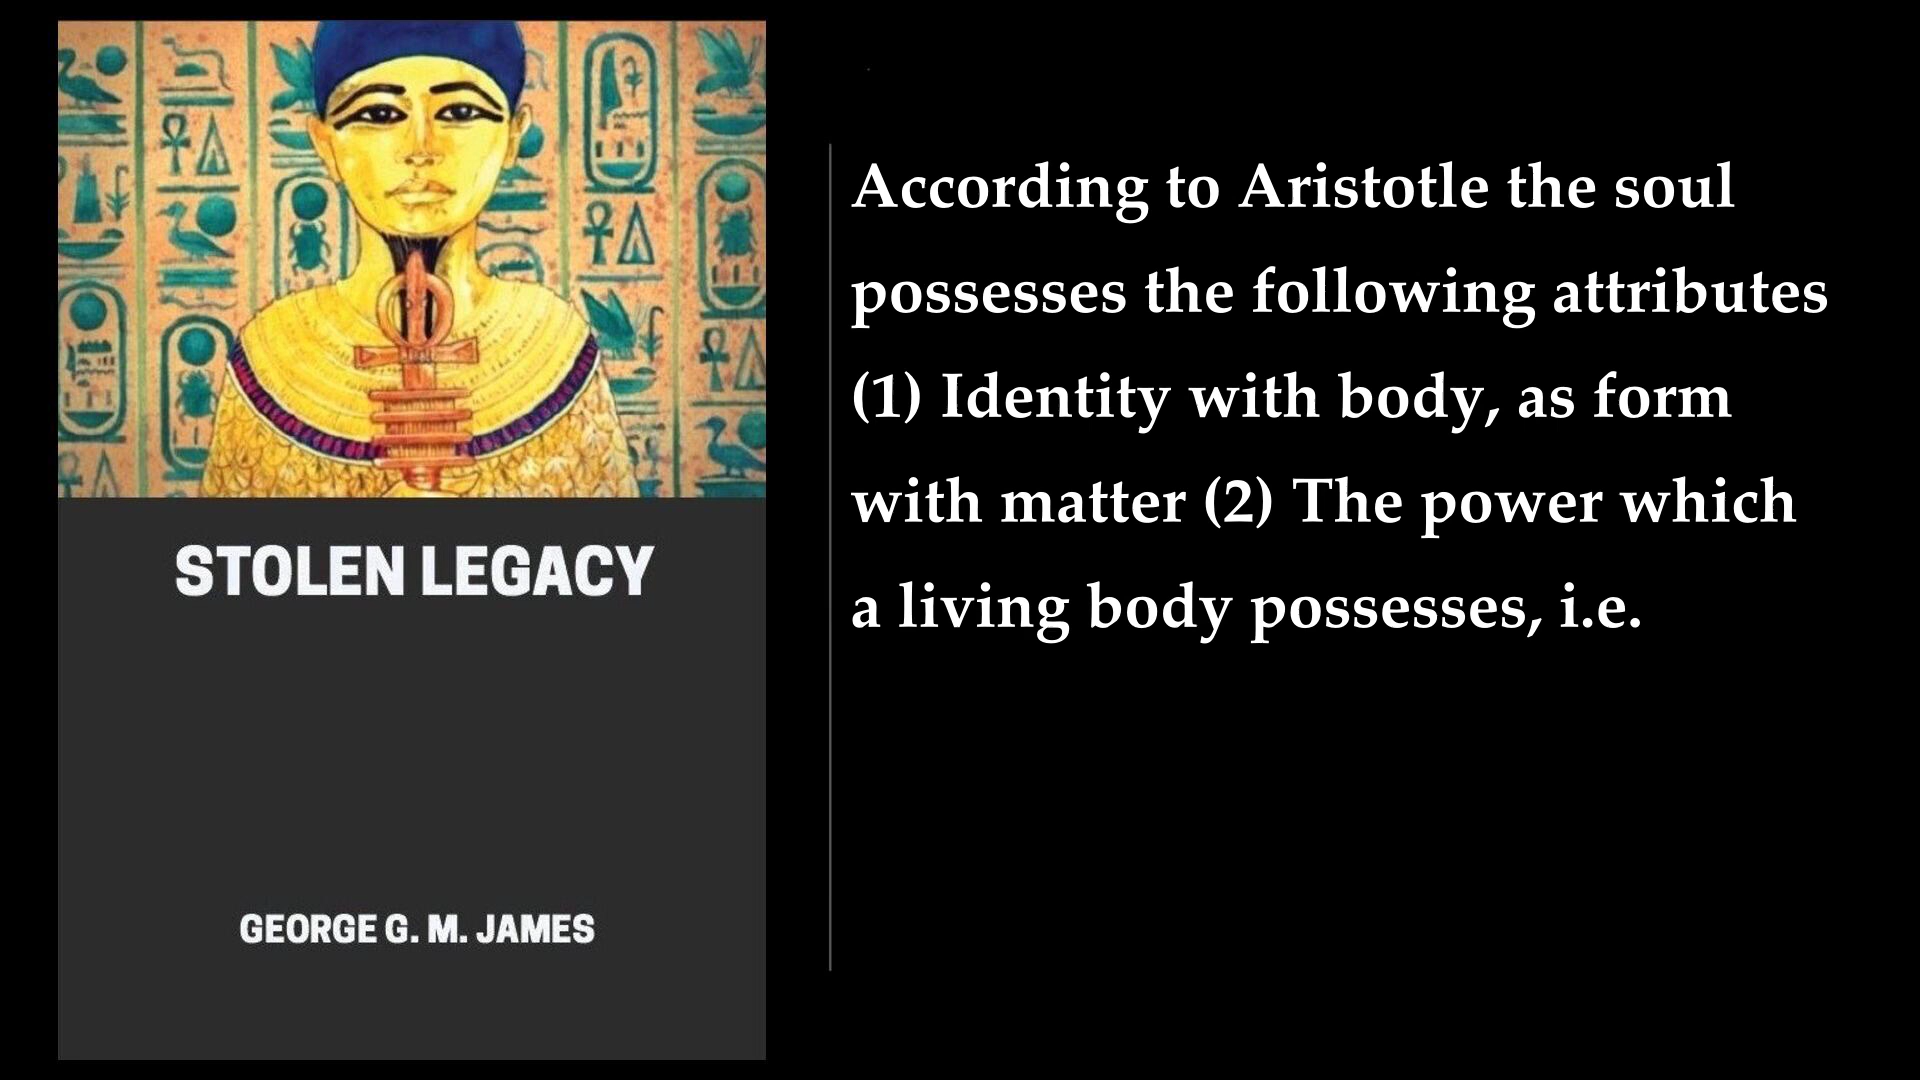 STOLEN LEGACY
GEORGE G. M. JAMES
According to Aristotle the soul
possesses the following attributes
(1) Identity with body, as form
with matter (2) The power which
a living body possesses, i.e.